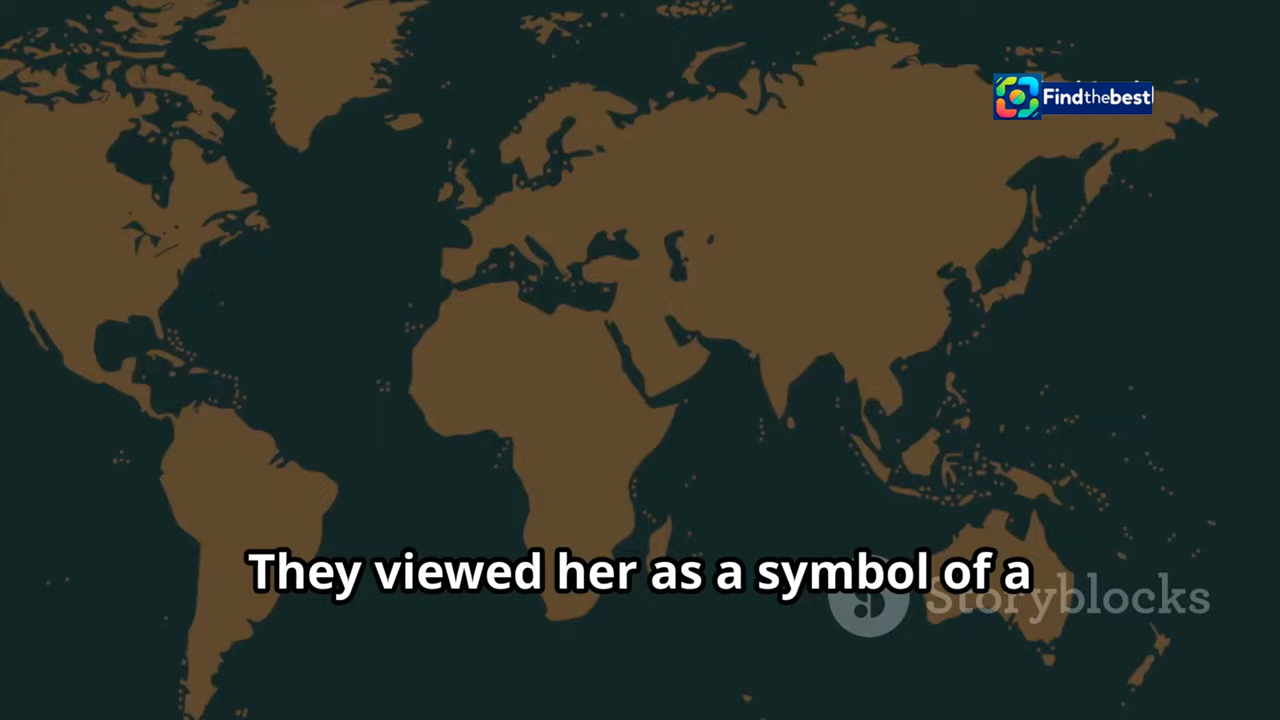 Findthebest
They viewed her as a symbol of a
Storyblocks